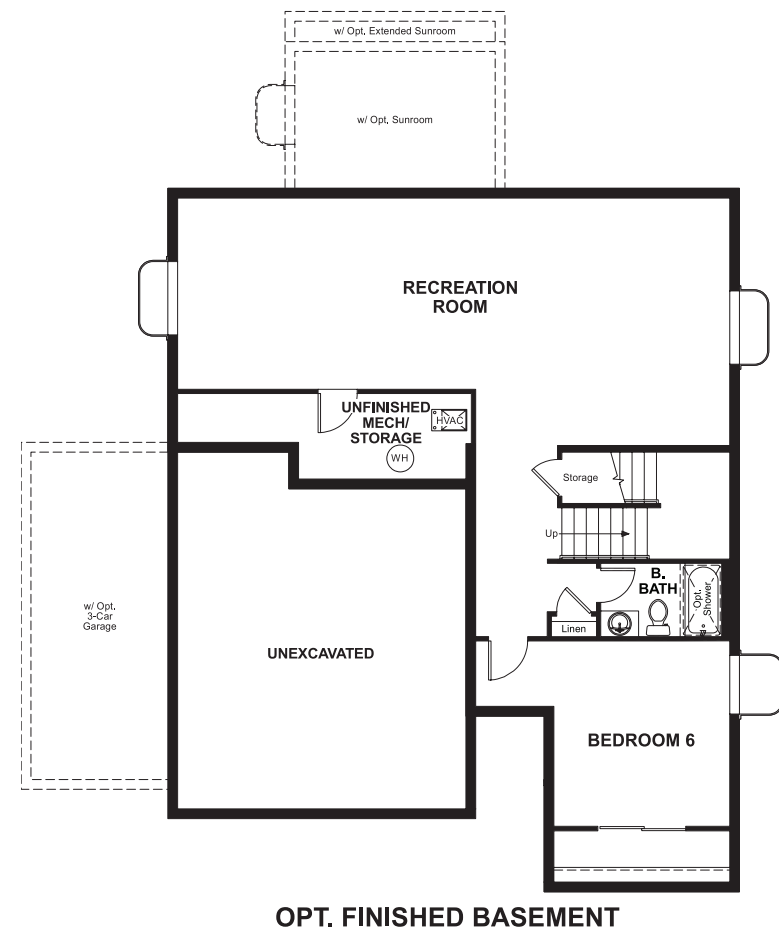 w/ Opt. Extended Sunroom
w/ Opt. Sunroom
RECREATION
ROOM
UNFINISHED
MECH/
STORAGE
HVAC
WH
Storage
Up
B.
BATH
Opt.
Shower
Linen
w/ Opt.
3-Car
Garage
UNEXCAVATED
BEDROOM 6
OPT. FINISHED BASEMENT